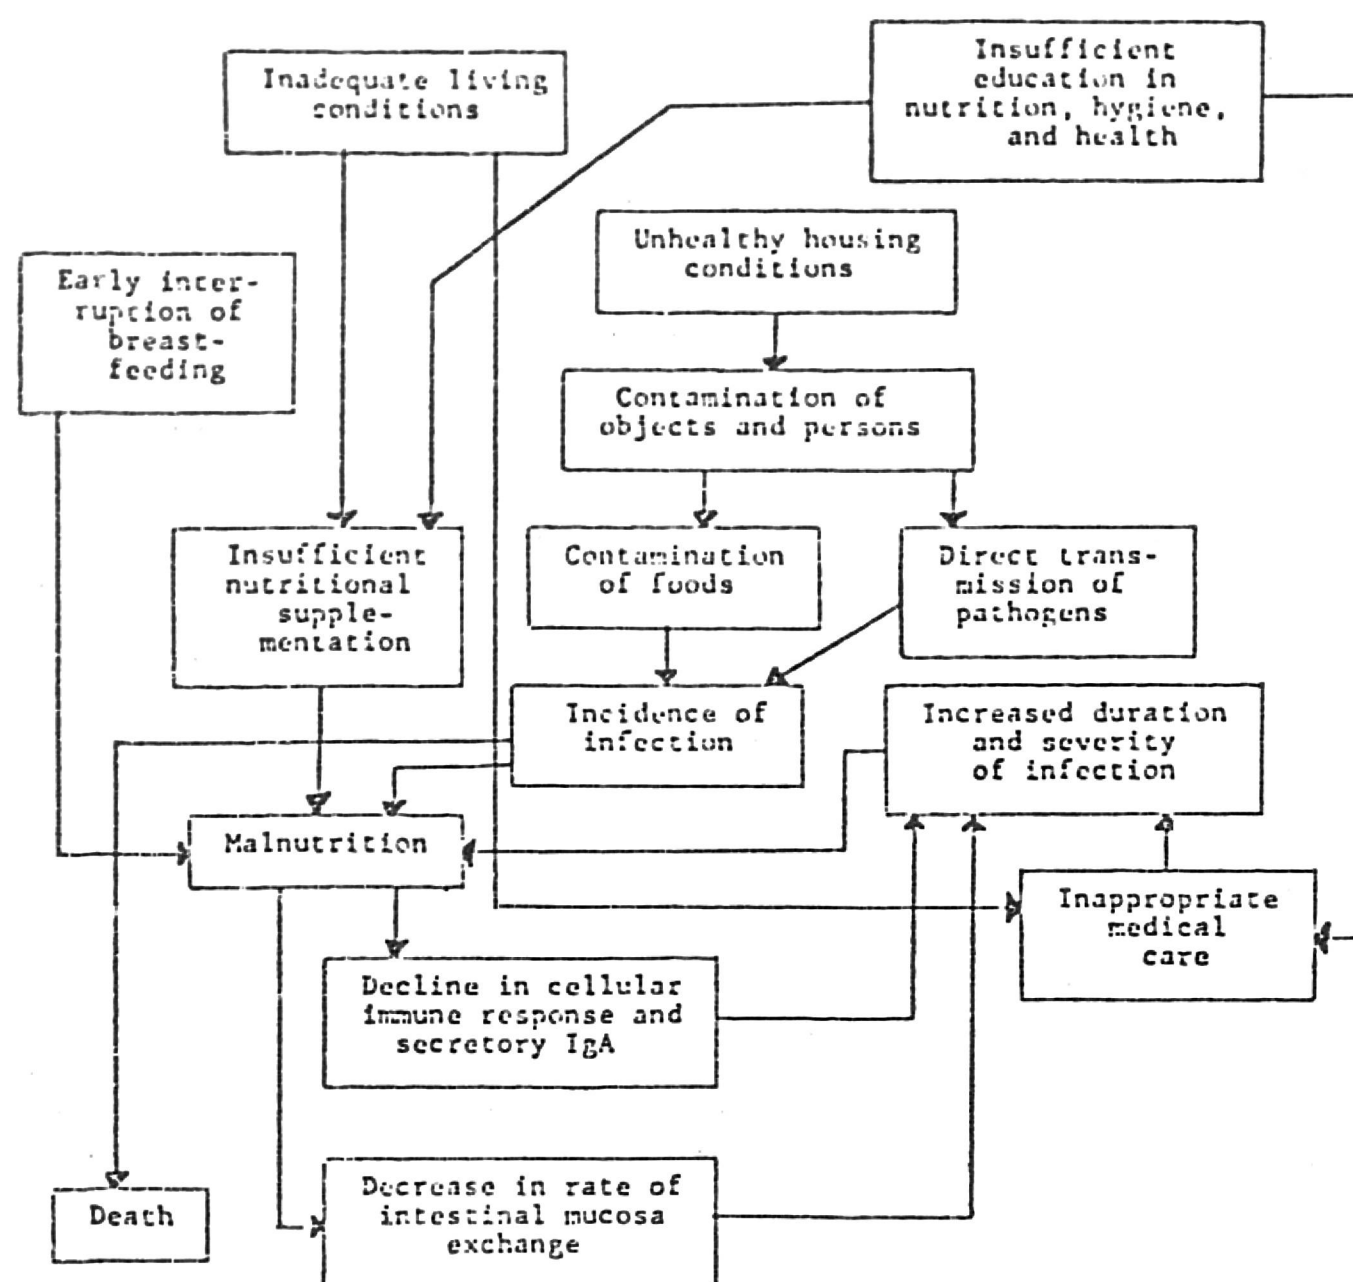 Inadequate living
conditions
Insufficient
education in
nutrition, hygiene,
and health
Unhealthy housing
conditions
Early inter-
ruption of
breast-
feeding
Contamination of
objects and persons
Insufficient
nutritional
supple-
mentation
Contamination
of foods
Direct trans-
mission of
pathogens
Incidence of
infection
Increased duration
and severity
of infection
Malnutrition
Inappropriate
medical
care
Decline in cellular
immune response and
secretory IgA
Death
Decrease in rate of
intestinal mucosa
exchange